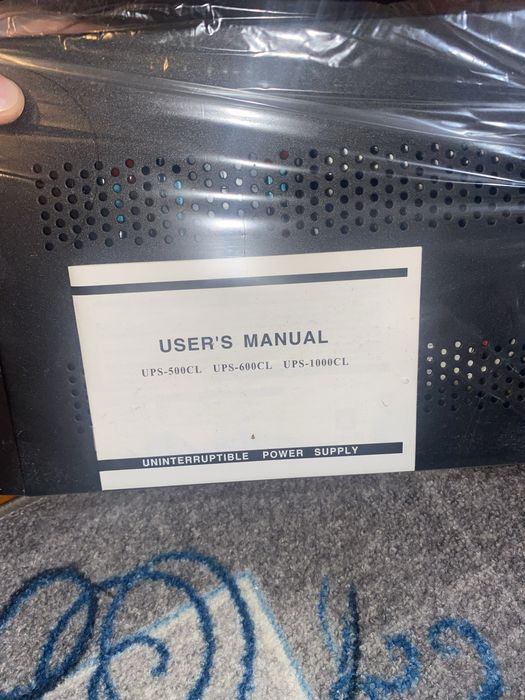 USER'S MANUAL
UPS-500CL UPS-600CL UPS-1000CL
UNINTERRUPTIBLE POWER SUPPLY